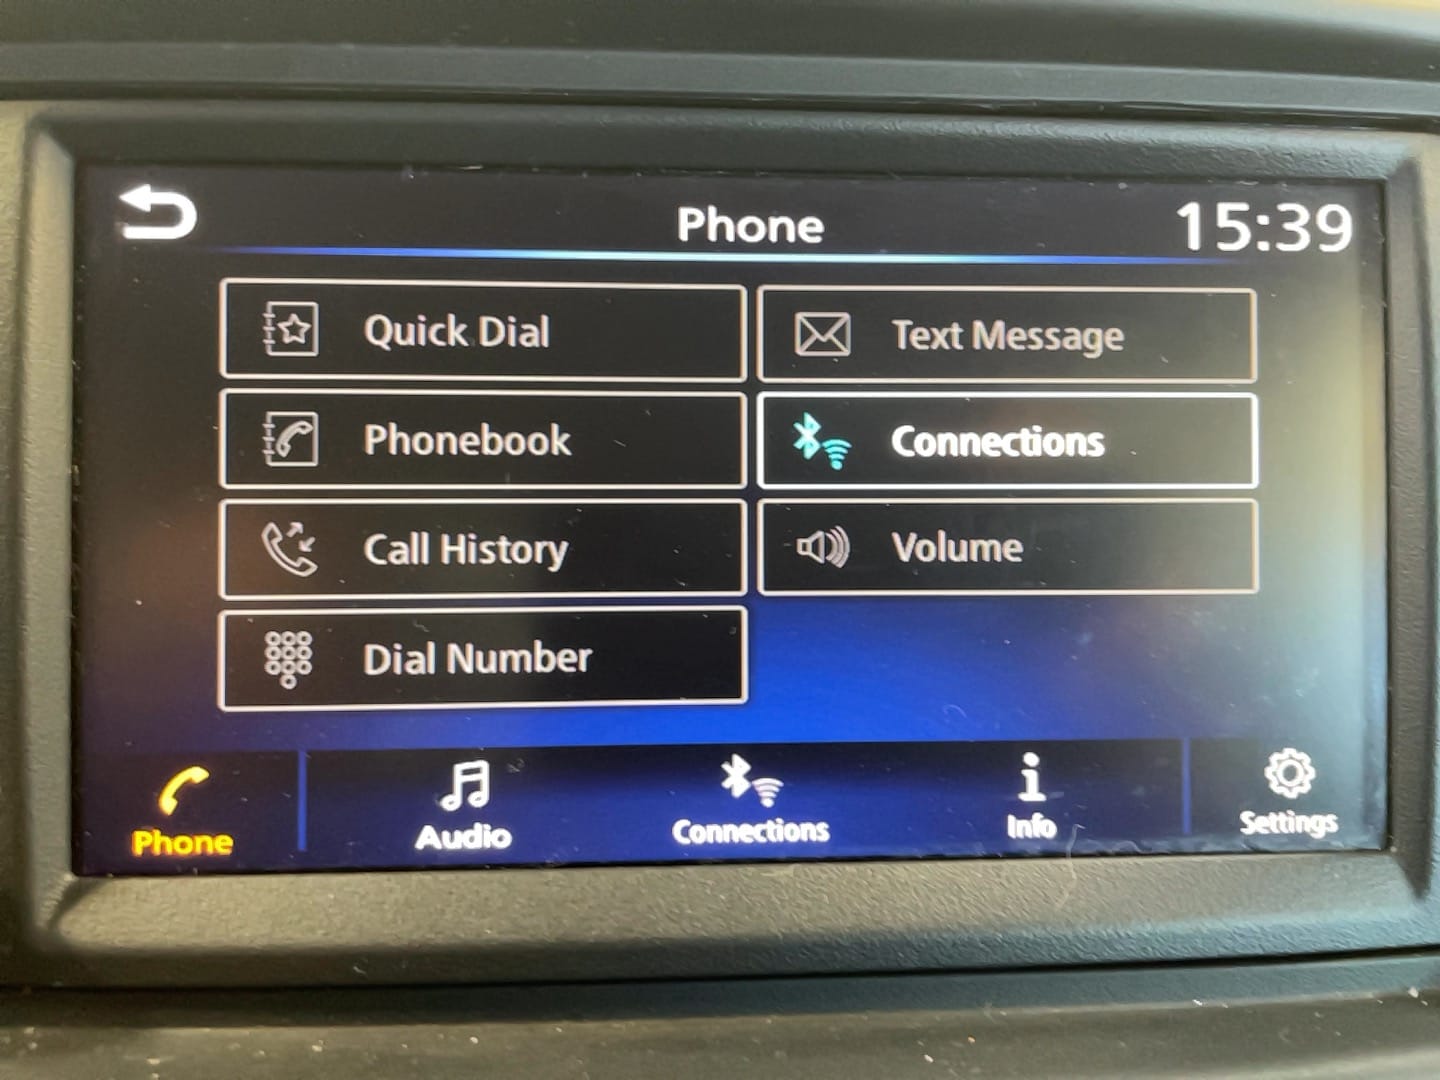 Phone
15:39
Quick Dial
Text Message
Phonebook
Connections
Call History
Volume
Dial Number
Phone
Audio
Connections
Info
Settings